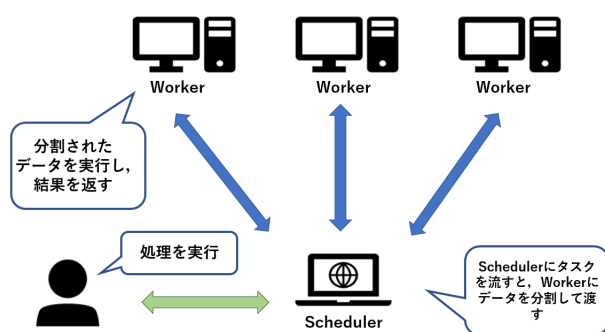 Worker
Worker
Worker
分割された
データを実行し,
結果を返す
処理を実行
Schedulerにタスク
を流すと，Workerに
データを分割して渡
す
Scheduler